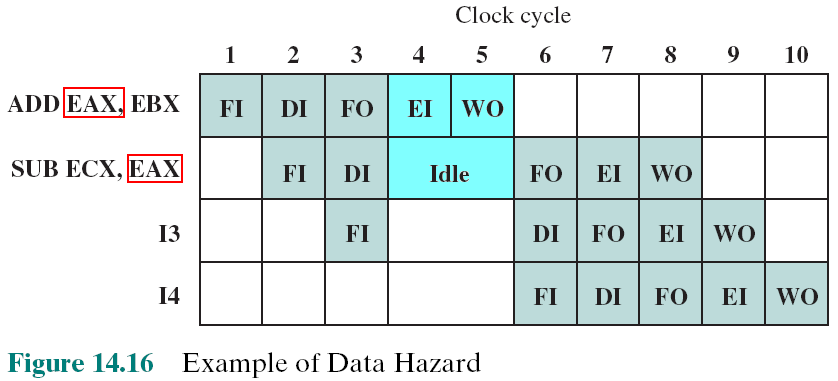 Clock cycle
1 2 3 4 5 6 7 8 9 10
ADD EAX, EBX FI DI FO EI WO
SUB ECX, EAX FI DI Idle FO EI WO
I3 FI DI FO EI WO
I4 FI DI FO EI WO
Figure 14.16 Example of Data Hazard